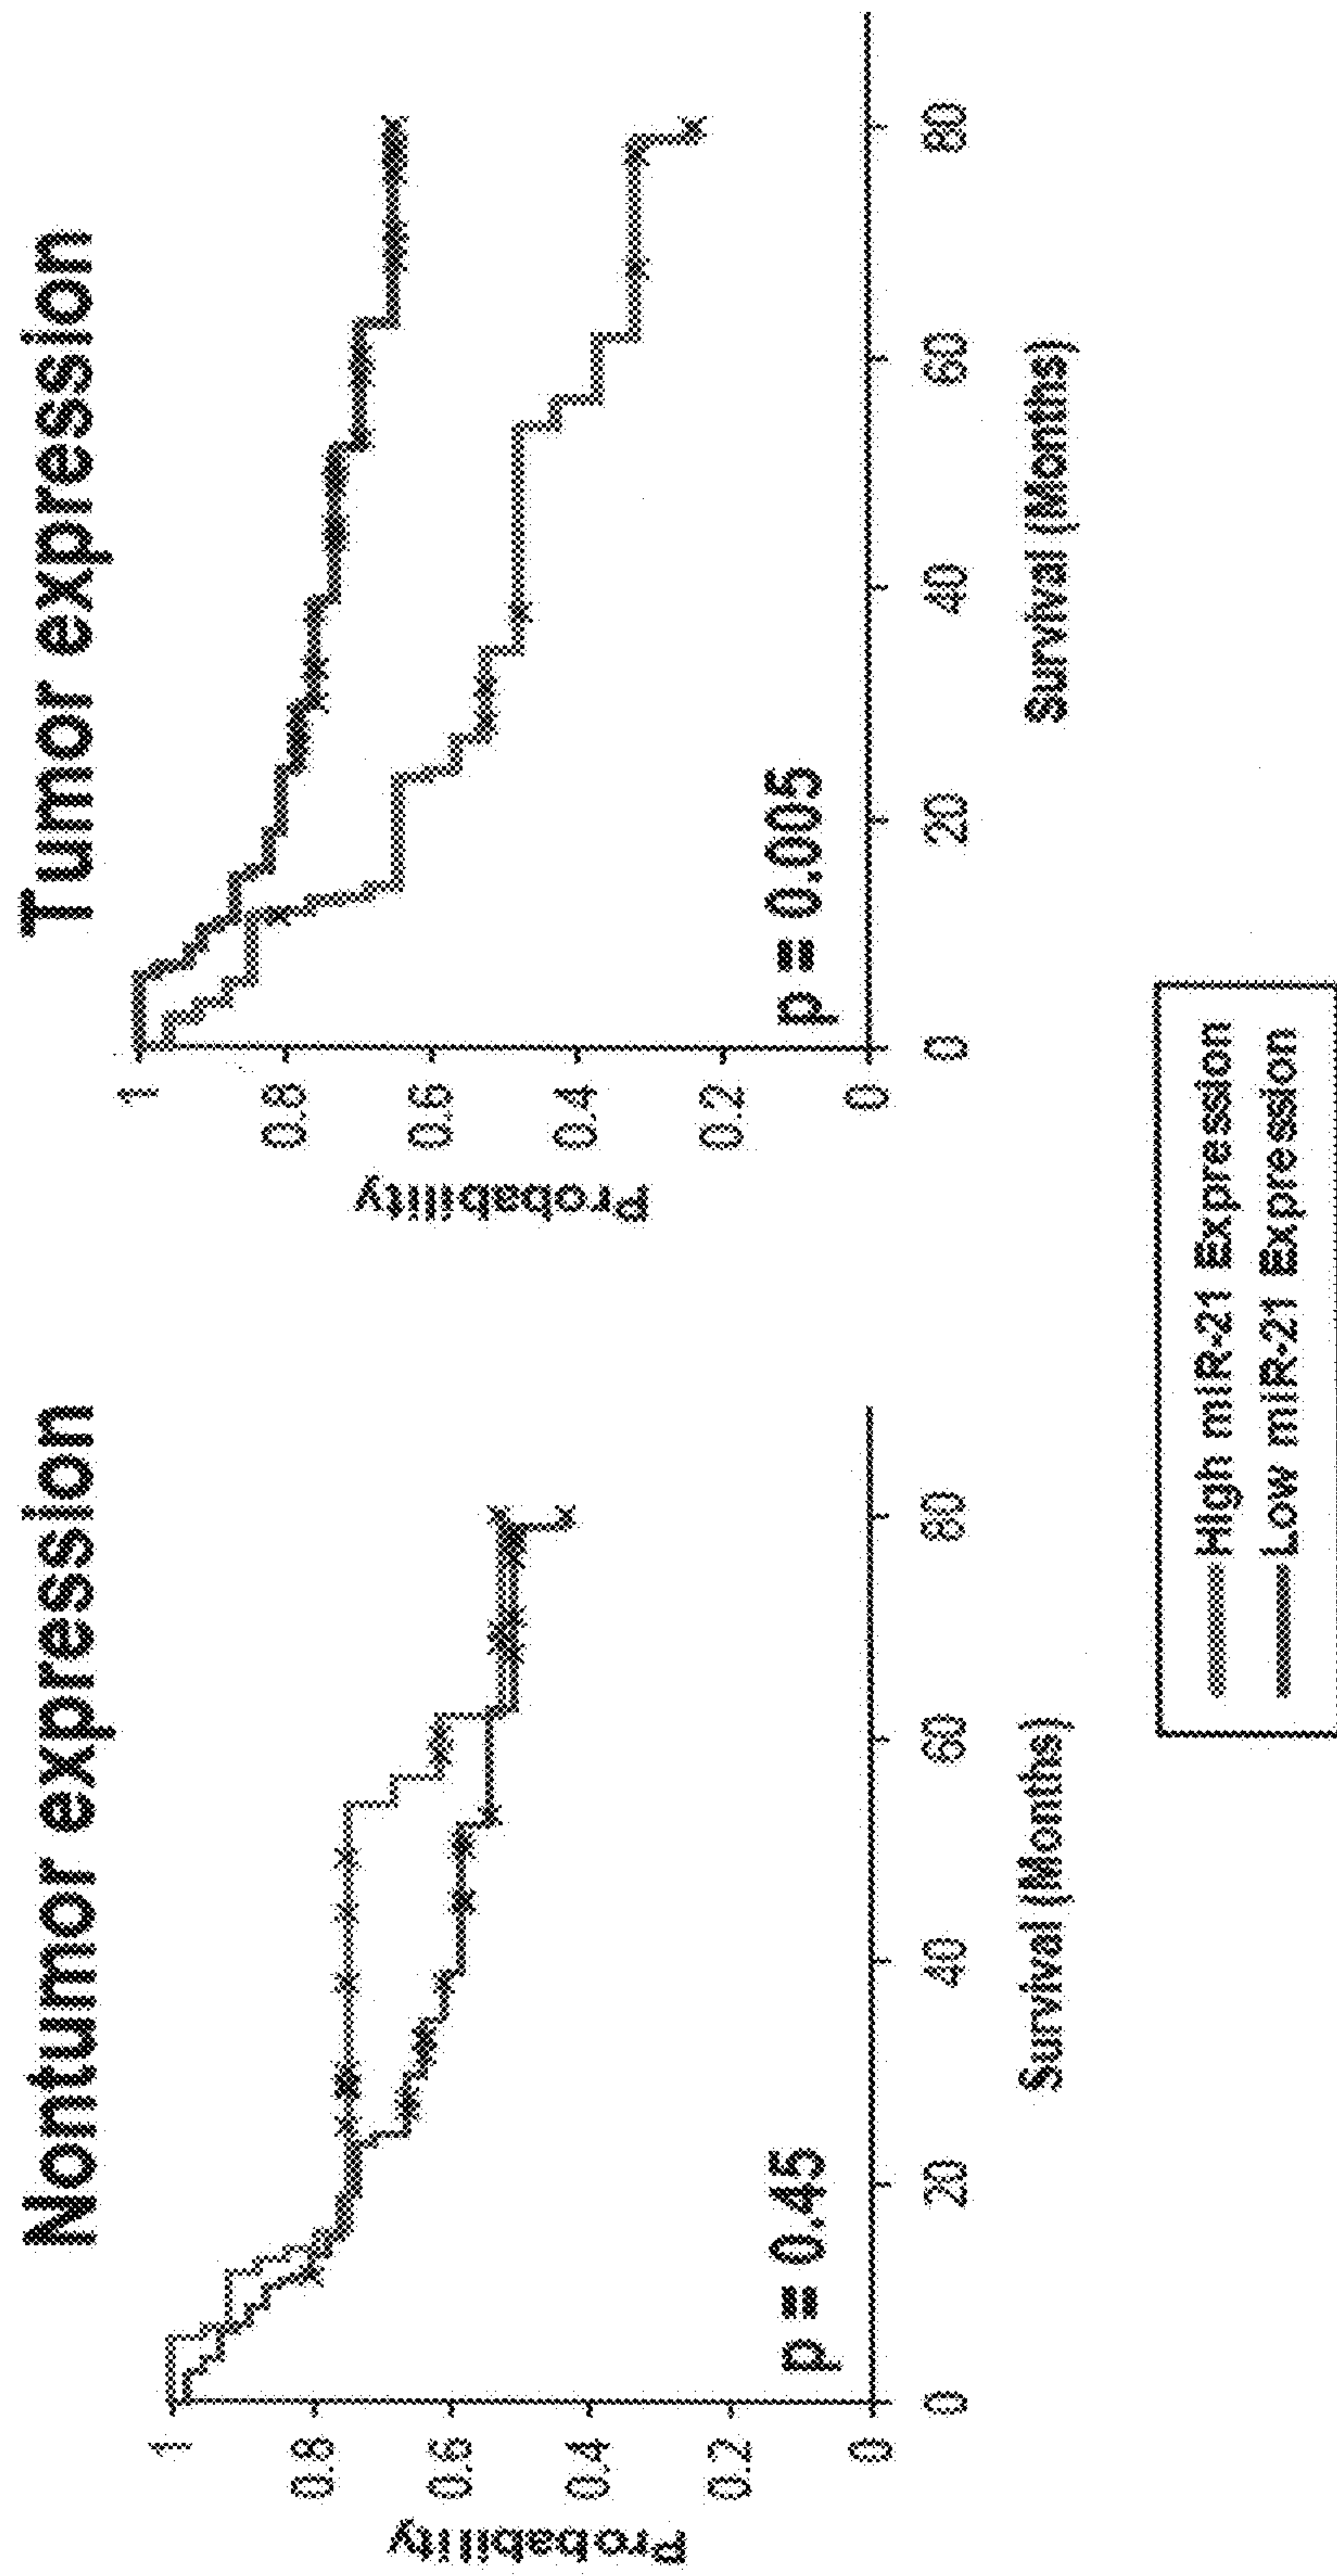 Nontumor expression
Probability
1
0.8
0.6
0.4
0.2
0
p = 0.45
0 20 40 60 80
Survival (Months)
Tumor expression
Probability
1
0.8
0.6
0.4
0.2
0
p = 0.005
0 20 40 60 80
Survival (Months)
High miR-21 Expression
Low miR-21 Expression